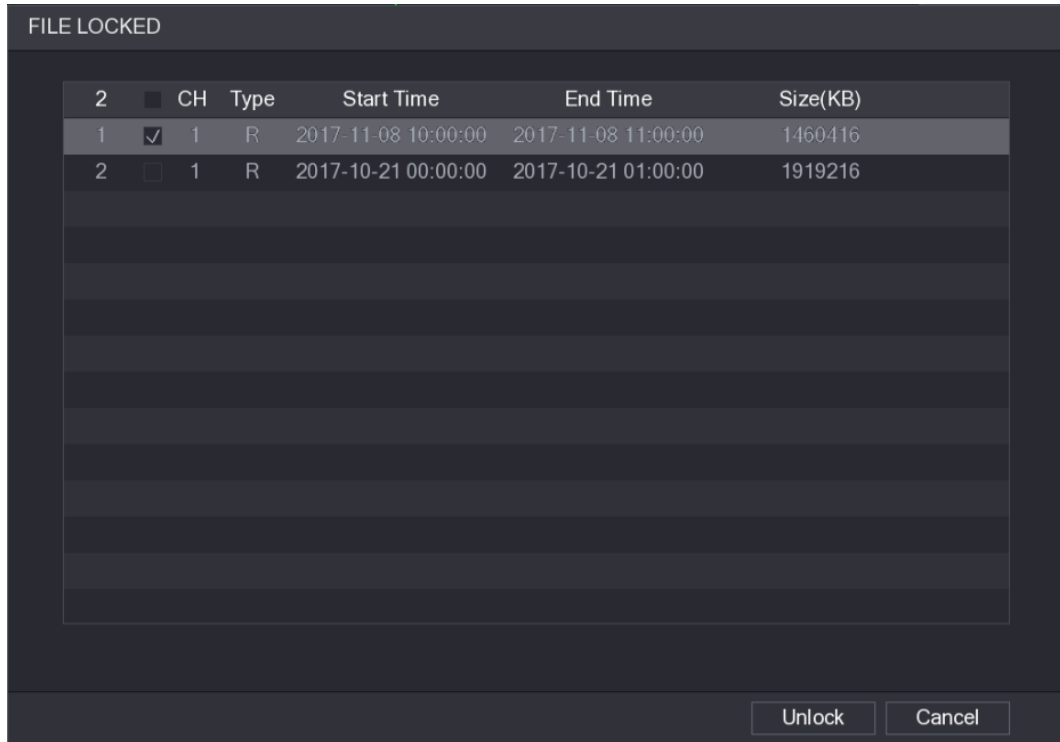 FILE LOCKED
2 CH Type Start Time End Time Size(KB)
1 1 R 2017-11-08 10:00:00 2017-11-08 11:00:00 1460416
2 1 R 2017-10-21 00:00:00 2017-10-21 01:00:00 1919216
Unlock Cancel